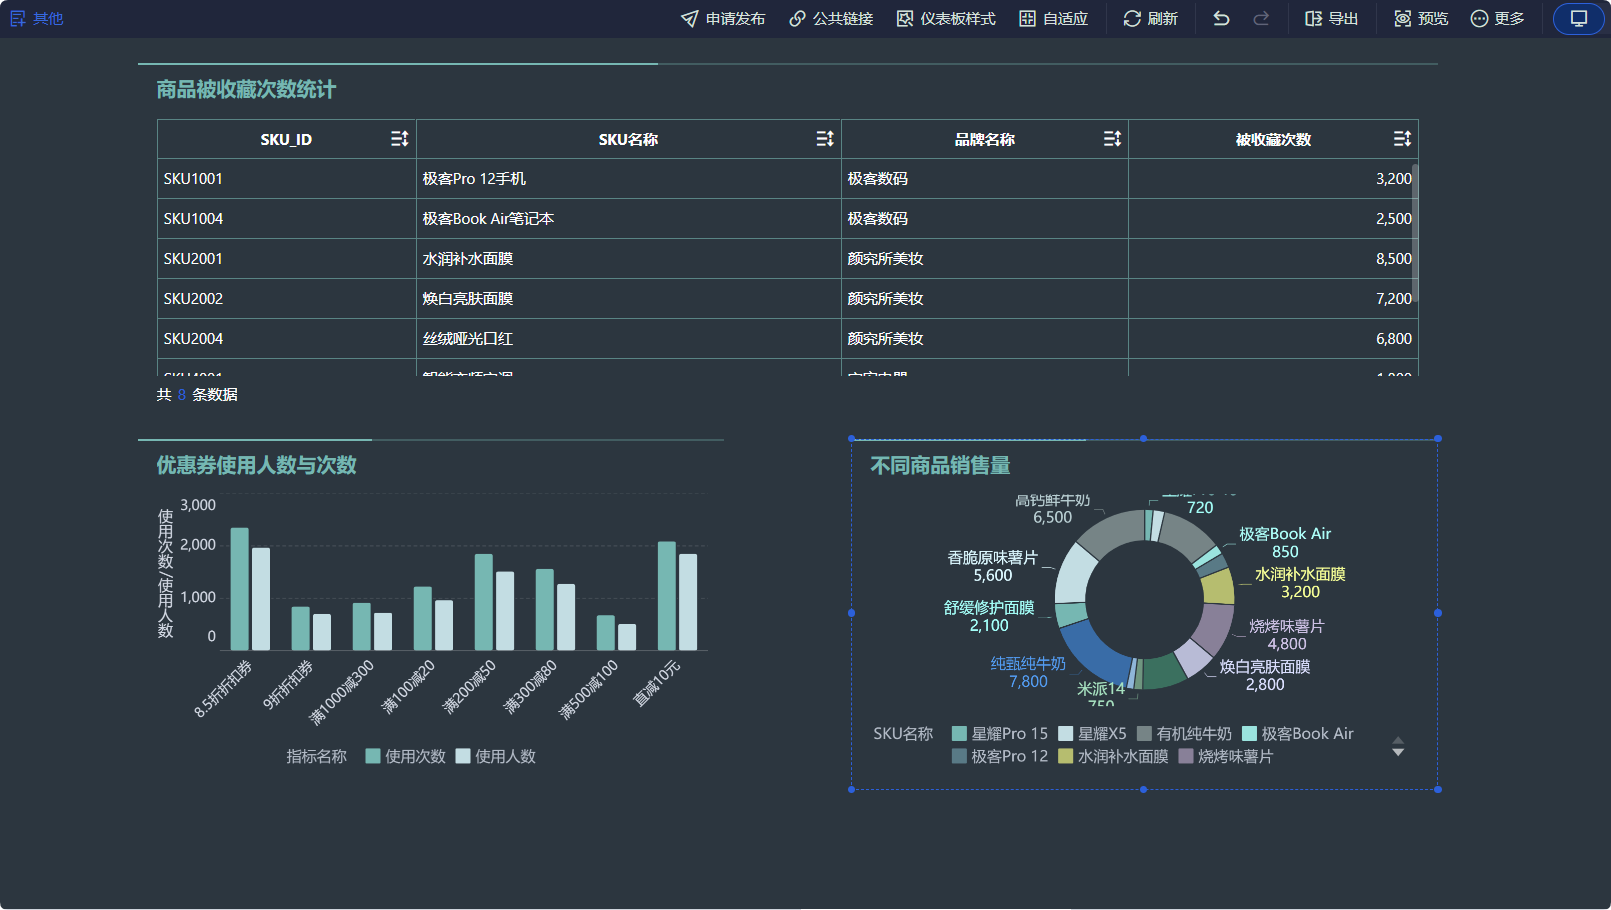 其他
申请发布 公共链接 仪表板样式 自适应 刷新 导出 预览 更多
商品被收藏次数统计
SKU_ID SKU名称 品牌名称 被收藏次数
SKU1001 极客Pro 12手机 极客数码 3,200
SKU1004 极客Book Air笔记本 极客数码 2,500
SKU2001 水润补水面膜 颜究所美妆 8,500
SKU2002 焕白亮肤面膜 颜究所美妆 7,200
SKU2004 丝绒哑光口红 颜究所美妆 6,800
共 8 条数据
优惠券使用人数与次数
使用次数/使用人数
3,000
2,000
1,000
0
8.5折折扣券
9折折扣券
满1000减300
满100减20
满200减50
满300减80
满500减100
直减10元
指标名称 使用次数 使用人数
不同商品销售量
高钙鲜牛奶
6,500
720
极客Book Air
850
香脆原味薯片
5,600
水润补水面膜
3,200
舒缓修护面膜
2,100
烧烤味薯片
4,800
纯甄纯牛奶
7,800
焕白亮肤面膜
2,800
米派14
750
SKU名称 星耀Pro 15 星耀X5 有机纯牛奶 极客Book Air
极客Pro 12 水润补水面膜 烧烤味薯片